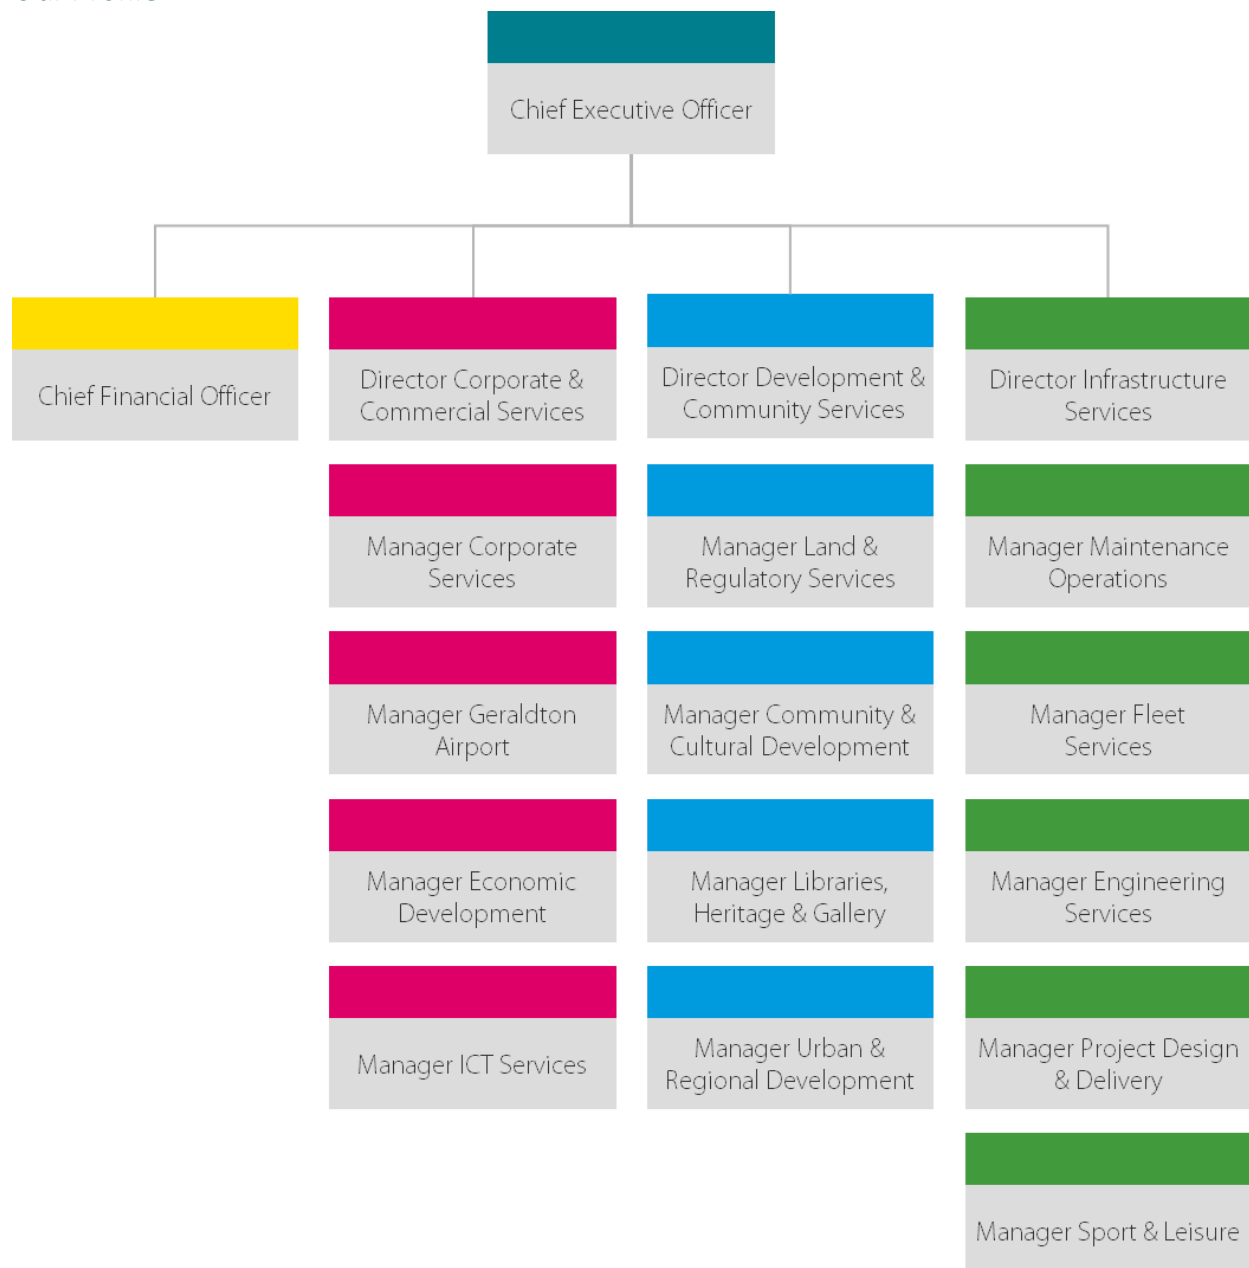 Chief Executive Officer
Chief Financial Officer
Director Corporate &
Commercial Services
Director Development &
Community Services
Director Infrastructure
Services
Manager Corporate
Services
Manager Land &
Regulatory Services
Manager Maintenance
Operations
Manager Geraldton
Airport
Manager Community &
Cultural Development
Manager Fleet
Services
Manager Economic
Development
Manager Libraries,
Heritage & Gallery
Manager Engineering
Services
Manager ICT Services
Manager Urban &
Regional Development
Manager Project Design
& Delivery
Manager Sport & Leisure